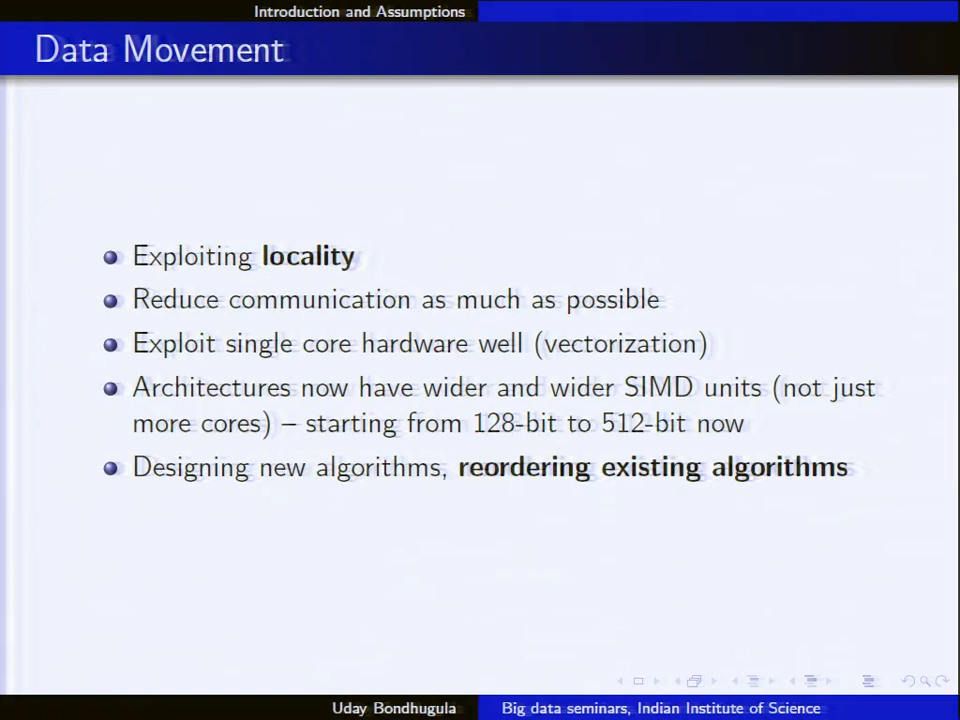 Introduction and Assumptions
Data Movement
Exploiting locality
Reduce communication as much as possible
Exploit single core hardware well (vectorization)
Architectures now have wider and wider SIMD units (not just
more cores) – starting from 128-bit to 512-bit now
Designing new algorithms, reordering existing algorithms
Uday Bondhugula
Big data seminars, Indian Institute of Science